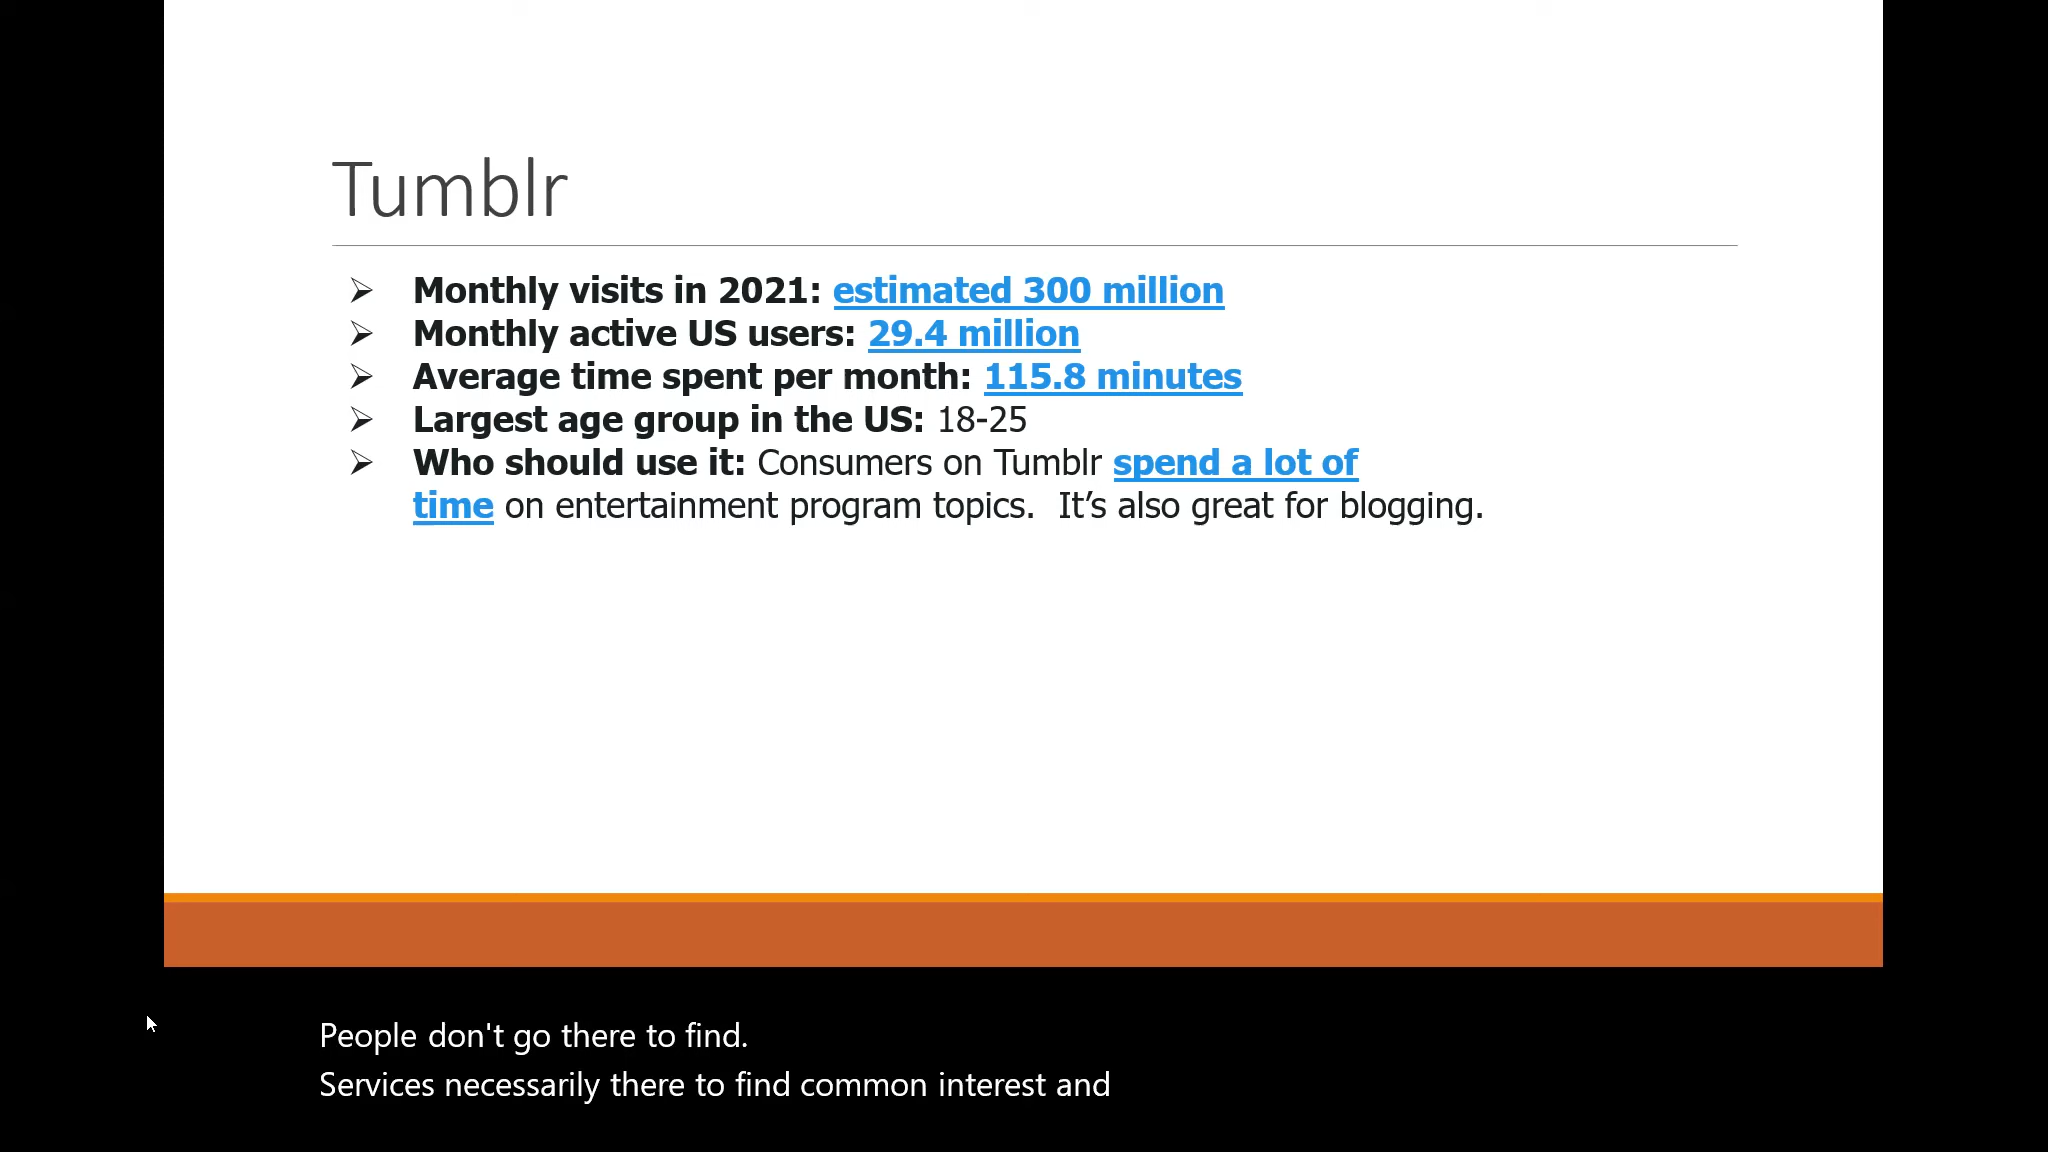 Tumblr
➢ Monthly visits in 2021: estimated 300 million
➢ Monthly active US users: 29.4 million
➢ Average time spent per month: 115.8 minutes
➢ Largest age group in the US: 18-25
➢ Who should use it: Consumers on Tumblr spend a lot of
time on entertainment program topics.  It’s also great for blogging.
People don't go there to find.
Services necessarily there to find common interest and